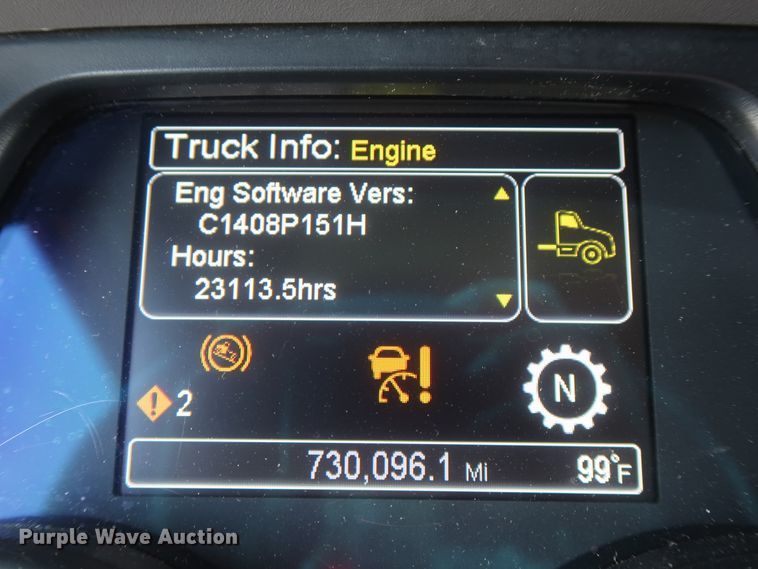 Truck Info: Engine
Eng Software Vers:
C1408P151H
Hours:
23113.5hrs
2
N
730,096.1 Mi 99°F
Purple Wave Auction